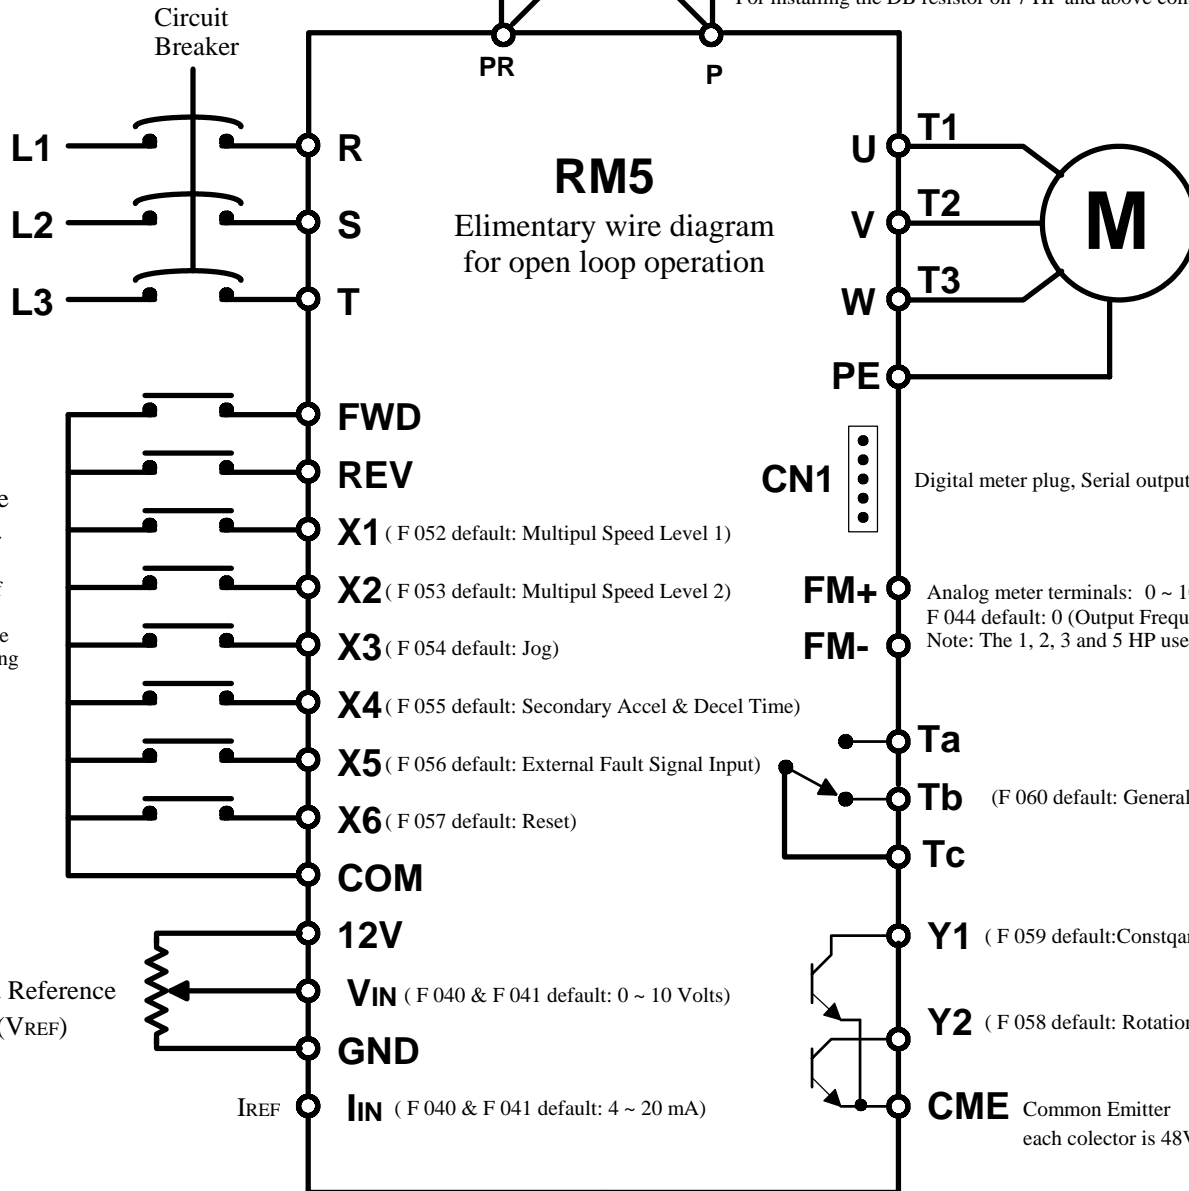 For installing the DB resistor on 7 HP and above
Circuit
Breaker
PR
P
L1
R
U
T1
RM5
M
L2
S
Elimentary wire diagram
V
T2
for open loop operation
L3
T
W
T3
PE
FWD
REV
CN1
Digital meter plug, Serial output
X1 ( F 052 default: Multipul Speed Level 1)
X2 ( F 053 default: Multipul Speed Level 2)
FM+
Analog meter terminals: 0 ~
F 044 default: 0 (Output
X3 ( F 054 default: Jog)
FM-
Note: The 1, 2, 3 and 5 HP use
X4 ( F 055 default: Secondary Accel & Decel Time)
Ta
X5 ( F 056 default: External Fault Signal Input)
Tb (F 060 default: General
X6 ( F 057 default: Reset)
Tc
COM
12V
Y1 ( F 059
Reference
(VREF)
VIN ( F 040 & F 041 default: 0 ~ 10 Volts)
Y2 ( F 058 default: Rotation
GND
IREF
IIN ( F 040 & F 041 default: 4 ~ 20 mA)
CME Common Emitter
each colector is 48V